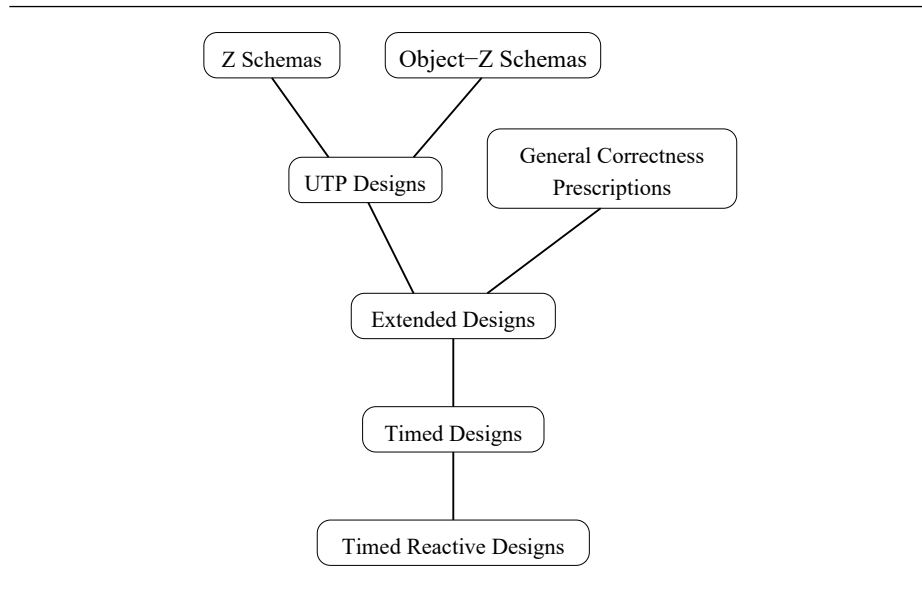 Z Schemas
Object−Z Schemas
General Correctness
Prescriptions
UTP Designs
Extended Designs
Timed Designs
Timed Reactive Designs